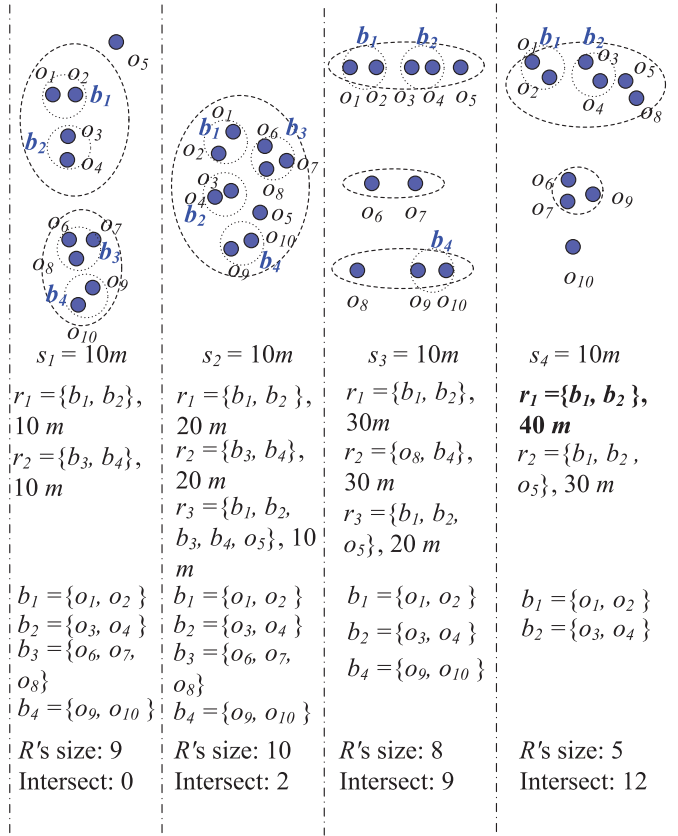 o5
o1 o2
b1
o3
b2
o4
o6 o7
b3
o8
o9
b4
o10
s1 = 10m
r1 ={b1, b2},
10 m
r2 ={b3, b4},
10 m
b1 ={o1, o2 }
b2 ={o3, o4 }
b3 ={o6, o7,
o8}
b4 ={o9, o10 }
R's size: 9
Intersect: 0
o1
b1 o6 b3
o2 o7
o3 o8
o4
b2 o5
o10
o9 b4
s2 = 10m
r1 ={b1, b2 },
20 m
r2 ={b3, b4},
20 m
r3 ={b1, b2,
b3, b4, o5}, 10
m
b1 ={o1, o2 }
b2 ={o3, o4 }
b3 ={o6, o7,
o8}
b4 ={o9, o10 }
R's size: 10
Intersect: 2
b1 b2
o1 o2 o3 o4 o5
o6 o7
b4
o8 o9 o10
s3 = 10m
r1 ={b1, b2},
30m
r2 ={o8, b4},
30 m
r3 ={b1, b2,
o5}, 20 m
b1 ={o1, o2 }
b2 ={o3, o4 }
b4 ={o9, o10 }
R's size: 8
Intersect: 9
o1 b1 b2 o3
o5
o2 o4
o8
o6
o9
o7
o10
s4 = 10m
r1 ={b1, b2 },
40 m
r2 ={b1, b2 ,
o5}, 30 m
b1 ={o1, o2 }
b2 ={o3, o4 }
R's size: 5
Intersect: 12